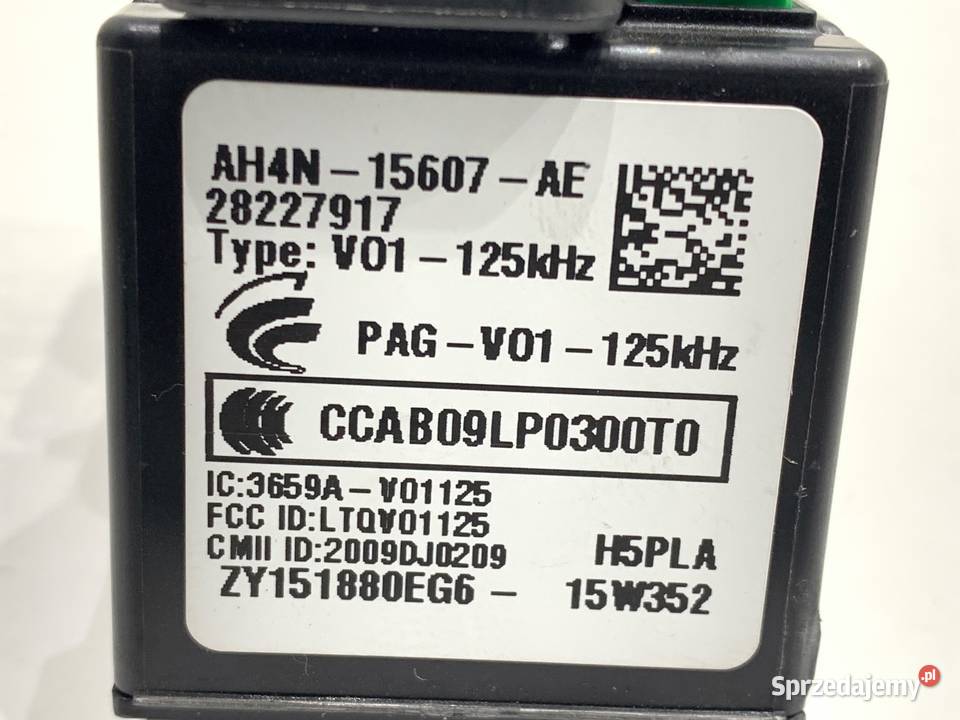 AH4N-15607-AE
28227917
Type: V01-125kHz
PAG-V01-125kHz
CCAB09LP0300T0
IC:3659A-V01125
FCC ID:LTQV01125
CMII ID:2009DJ0209
H5PLA
ZY151880EG6- 15W352
Sprzedajemy.pl